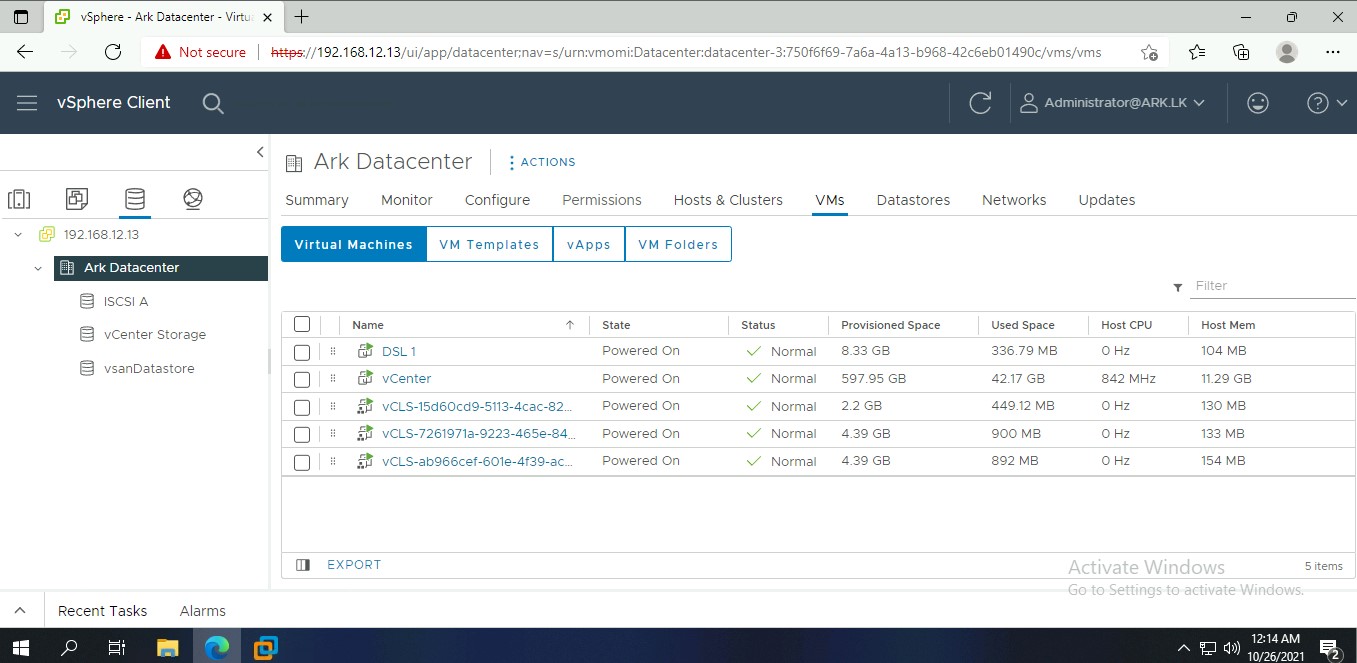 vSphere - Ark Datacenter - Virtu
Not secure
https://192.168.12.13/ui/app/datacenter;nav=s/urn:vmomi:Datacenter:datacenter-3:750f6f69-7a6a-4a13-b968-42c6eb01490c/vms/vms
vSphere Client
Administrator@ARK.LK
Ark Datacenter
ACTIONS
Summary Monitor Configure Permissions Hosts & Clusters VMs Datastores Networks Updates
192.168.12.13
Ark Datacenter
ISCSI A
vCenter Storage
vsanDatastore
Virtual Machines VM Templates vApps VM Folders
Filter
Name State Status Provisioned Space Used Space Host CPU Host Mem
DSL 1 Powered On Normal 8.33 GB 336.79 MB 0 Hz 104 MB
vCenter Powered On Normal 597.95 GB 42.17 GB 842 MHz 11.29 GB
vCLS-15d60cd9-5113-4cac-82... Powered On Normal 2.2 GB 449.12 MB 0 Hz 130 MB
vCLS-7261971a-9223-465e-84... Powered On Normal 4.39 GB 900 MB 0 Hz 133 MB
vCLS-ab966cef-601e-4f39-ac... Powered On Normal 4.39 GB 892 MB 0 Hz 154 MB
EXPORT
5 items
Activate Windows
Go to Settings to activate Windows.
Recent Tasks Alarms
12:14 AM
10/26/2021
2